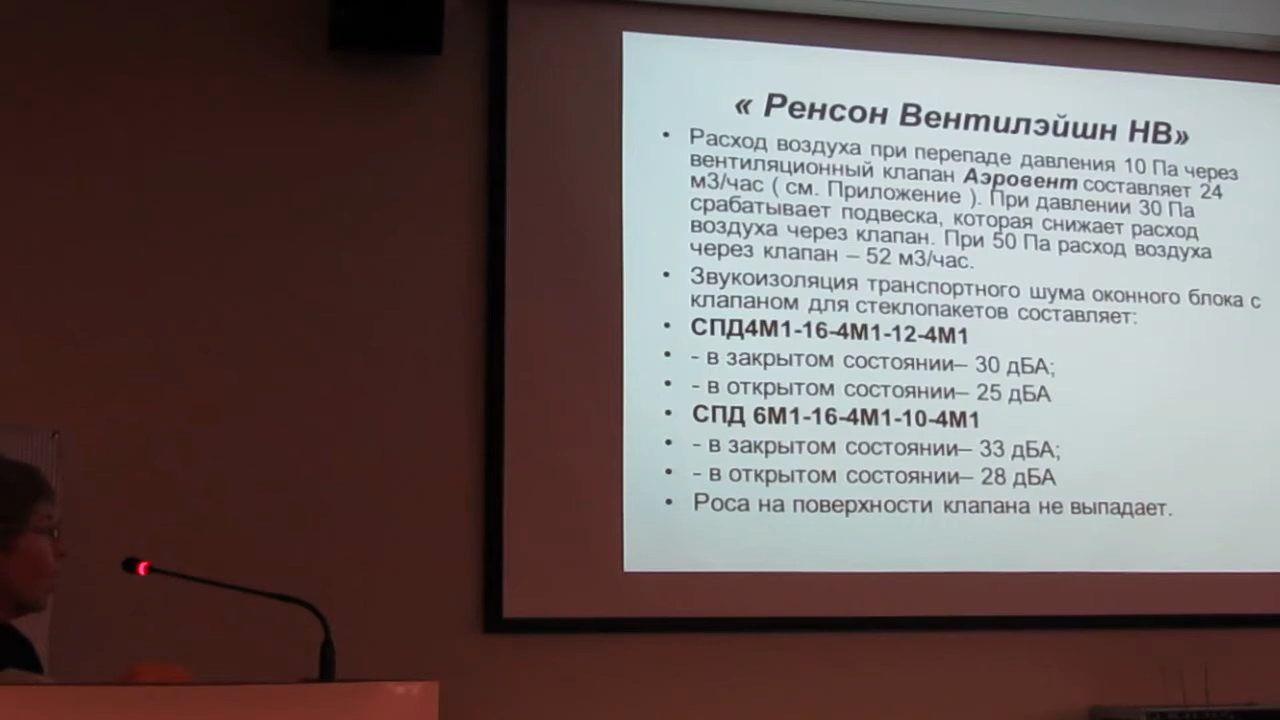 « Ренсон Вентилэйшн НВ»
• Расход воздуха при перепаде давления 10 Па через
вентиляционный клапан Аэровент составляет 24
м3/час ( см. Приложение ). При давлении 30 Па
срабатывает подвеска, которая снижает расход
воздуха через клапан. При 50 Па расход воздуха
через клапан – 52 м3/час.
• Звукоизоляция транспортного шума оконного блока с
клапаном для стеклопакетов составляет:
• СПД4М1-16-4М1-12-4М1
• - в закрытом состоянии– 30 дБА;
• - в открытом состоянии– 25 дБА
• СПД 6М1-16-4М1-10-4М1
• - в закрытом состоянии– 33 дБА;
• - в открытом состоянии– 28 дБА
• Роса на поверхности клапана не выпадает.